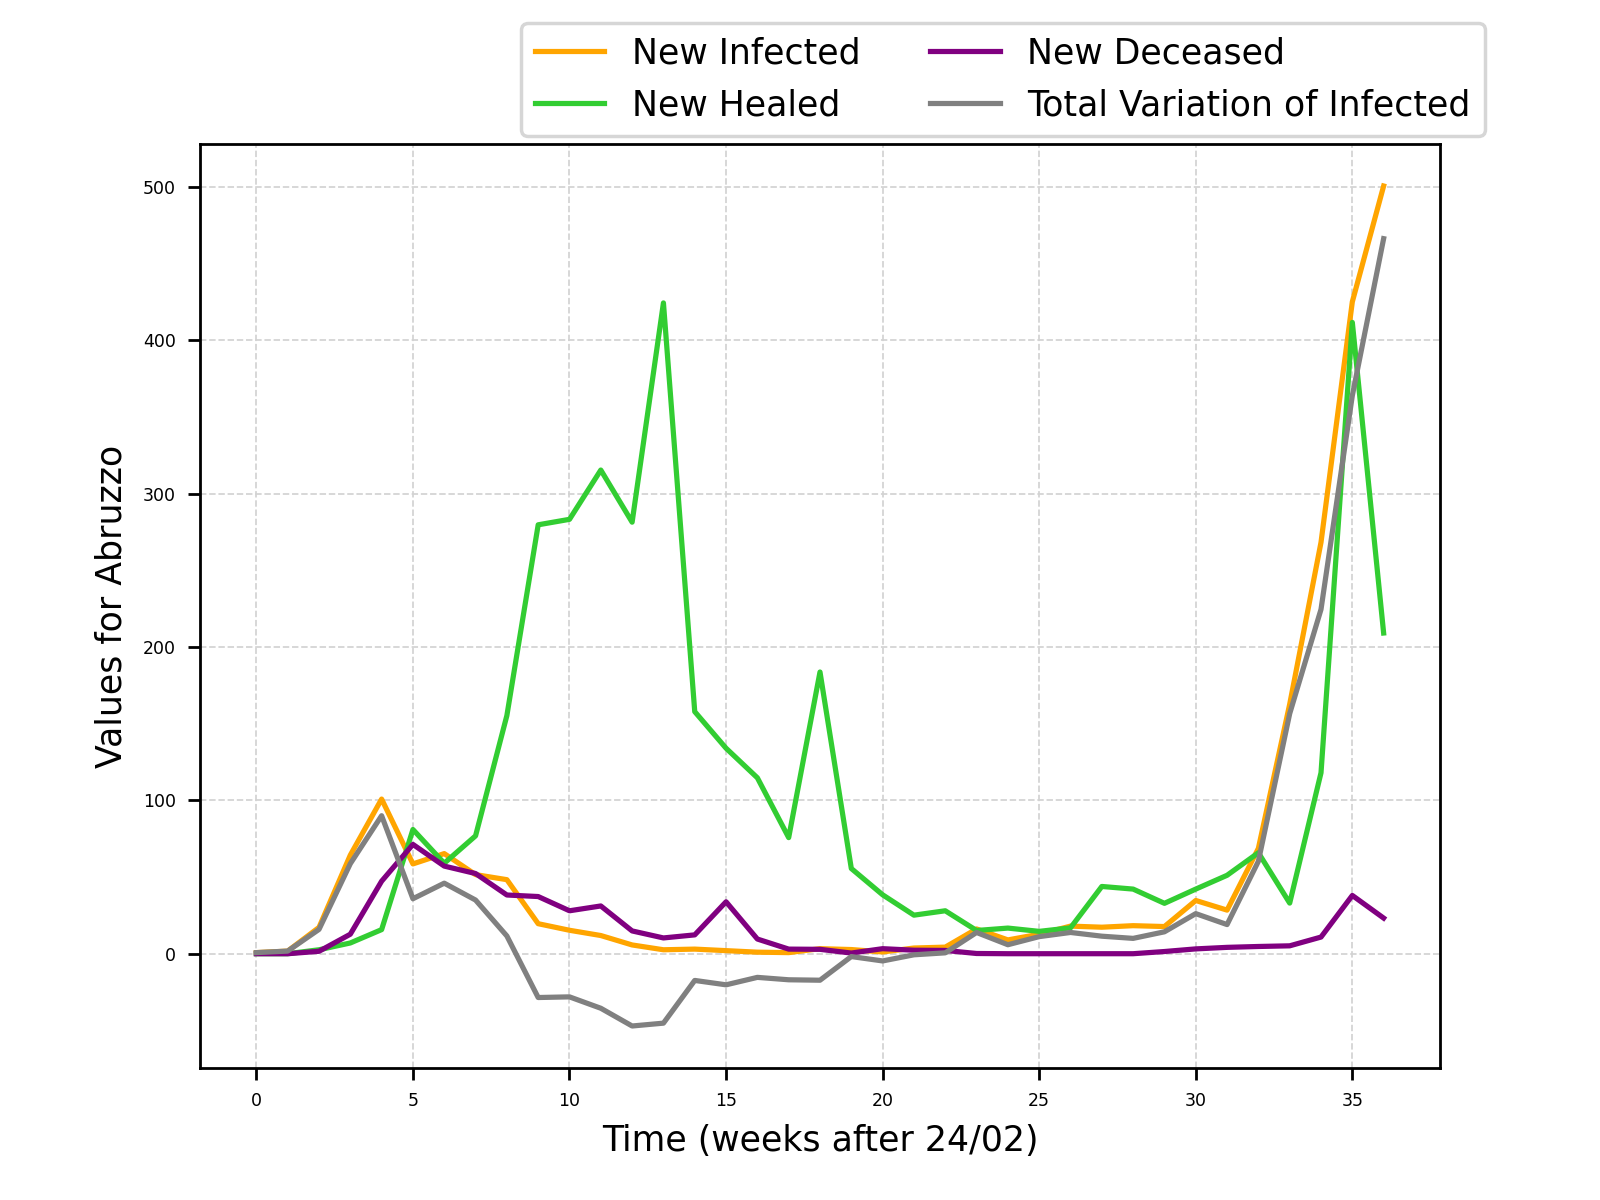 New Infected
New Deceased
New Healed
Total Variation of Infected
500
400
300
200
100
0
Values for Abruzzo
0 5 10 15 20 25 30 35
Time (weeks after 24/02)